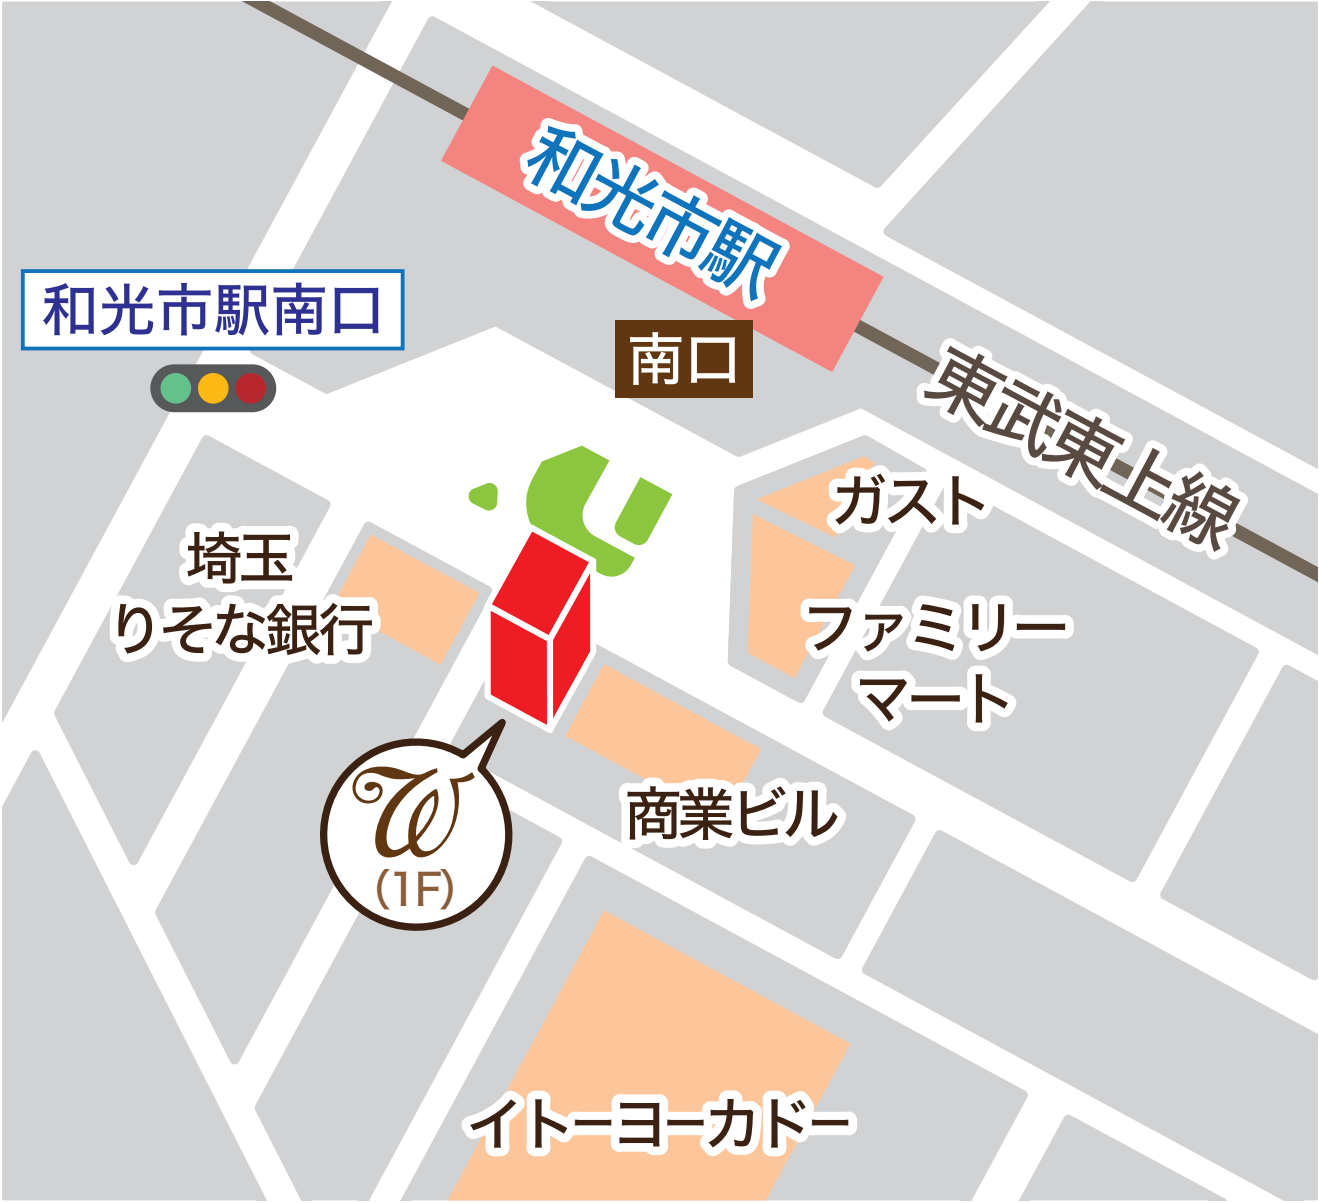 和光市駅
和光市駅南口
南口
東武東上線
ガスト
埼玉
りそな銀行
ファミリー
マート
商業ビル
W
(1F)
イトーヨーカドー